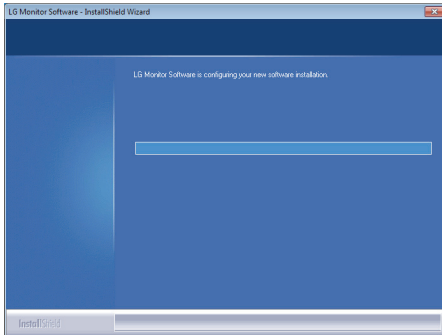 LG Monitor Software - InstallShield Wizard
LG Monitor Software is configuring your new software installation.
InstallShield